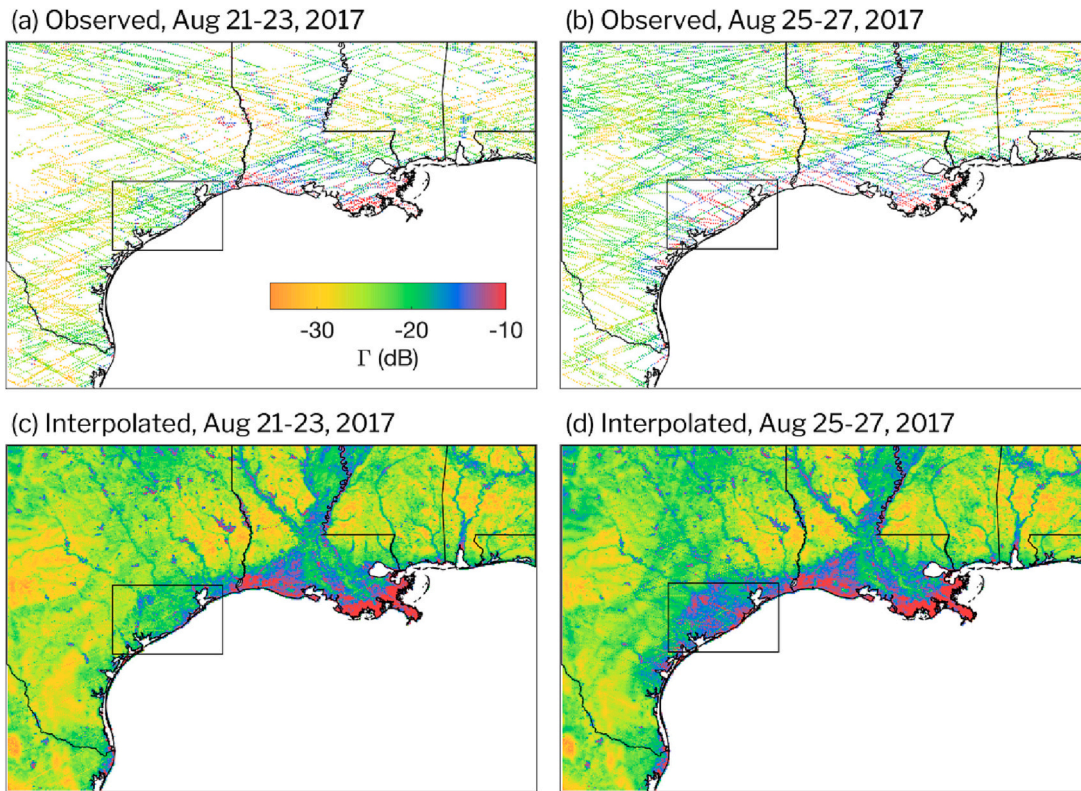 (a) Observed, Aug 21-23, 2017
(b) Observed, Aug 25-27, 2017
-30 -20 -10
Γ (dB)
(c) Interpolated, Aug 21-23, 2017
(d) Interpolated, Aug 25-27, 2017